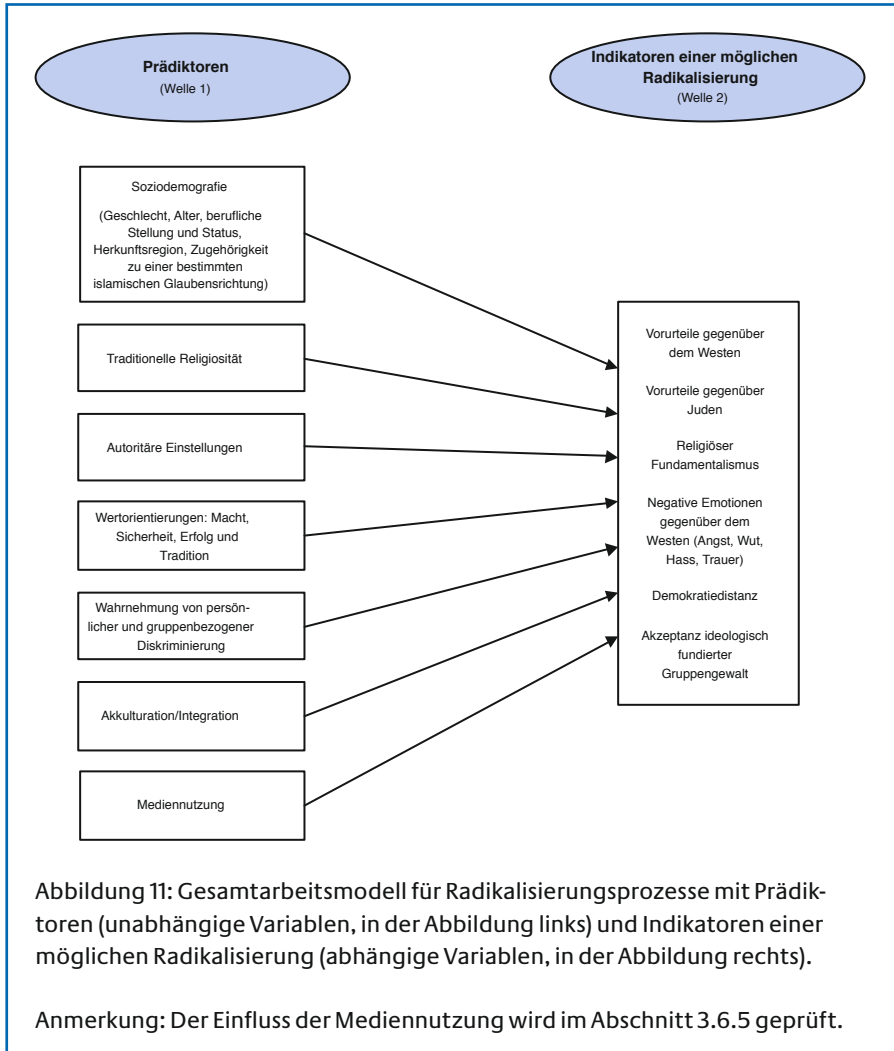 Prädiktoren
(Welle 1)
Indikatoren einer möglichen
Radikalisierung
(Welle 2)
Soziodemografie
(Geschlecht, Alter, berufliche
Stellung und Status,
Herkunftsregion, Zugehörigkeit
zu einer bestimmten
islamischen Glaubensrichtung)
Traditionelle Religiosität
Autoritäre Einstellungen
Wertorientierungen: Macht,
Sicherheit, Erfolg und
Tradition
Wahrnehmung von persön-
licher und gruppenbezogener
Diskriminierung
Akkulturation/Integration
Mediennutzung
Vorurteile gegenüber
dem Westen
Vorurteile gegenüber
Juden
Religiöser
Fundamentalismus
Negative Emotionen
gegenüber dem
Westen (Angst, Wut,
Hass, Trauer)
Demokratiedistanz
Akzeptanz ideologisch
fundierter
Gruppengewalt
Abbildung 11: Gesamtarbeitsmodell für Radikalisierungsprozesse mit Prädik-
toren (unabhängige Variablen, in der Abbildung links) und Indikatoren einer
möglichen Radikalisierung (abhängige Variablen, in der Abbildung rechts).
Anmerkung: Der Einfluss der Mediennutzung wird im Abschnitt 3.6.5 geprüft.